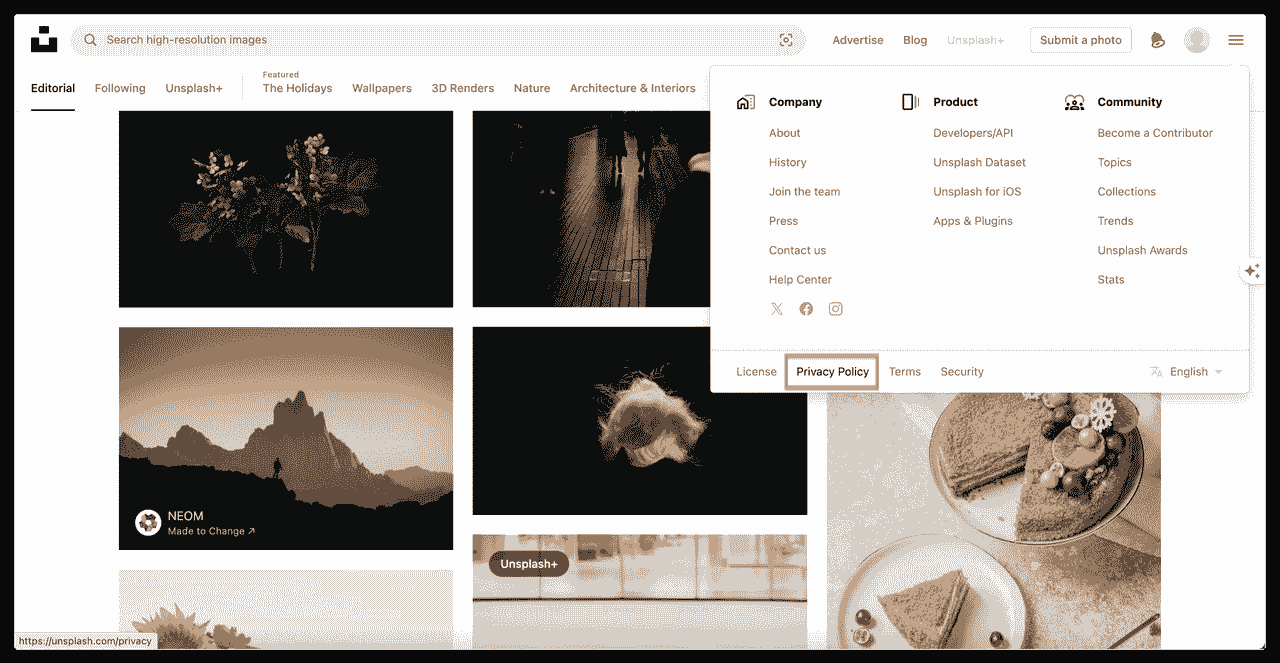 Search high-resolution images
Advertise
Blog
Unsplash+
Submit a photo
Editorial
Following
Unsplash+
Featured
The Holidays
Wallpapers
3D Renders
Nature
Architecture & Interiors
Company
About
History
Join the team
Press
Contact us
Help Center
Product
Developers/API
Unsplash Dataset
Unsplash for iOS
Apps & Plugins
Community
Become a Contributor
Topics
Collections
Trends
Unsplash Awards
Stats
License
Privacy Policy
Terms
Security
English
NEOM
Made to Change ↗
Unsplash+
https://unsplash.com/privacy